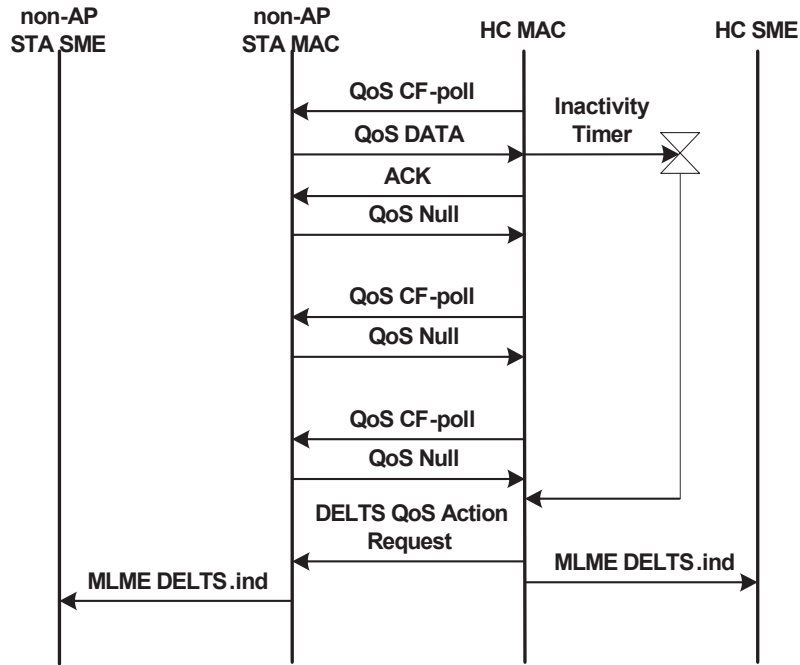 non-AP
STA SME
non-AP
STA MAC
HC MAC
HC SME
QoS CF-poll
Inactivity
Timer
QoS DATA
ACK
QoS Null
QoS CF-poll
QoS Null
QoS CF-poll
QoS Null
DELTS QoS Action
Request
MLME DELTS.ind
MLME DELTS.ind